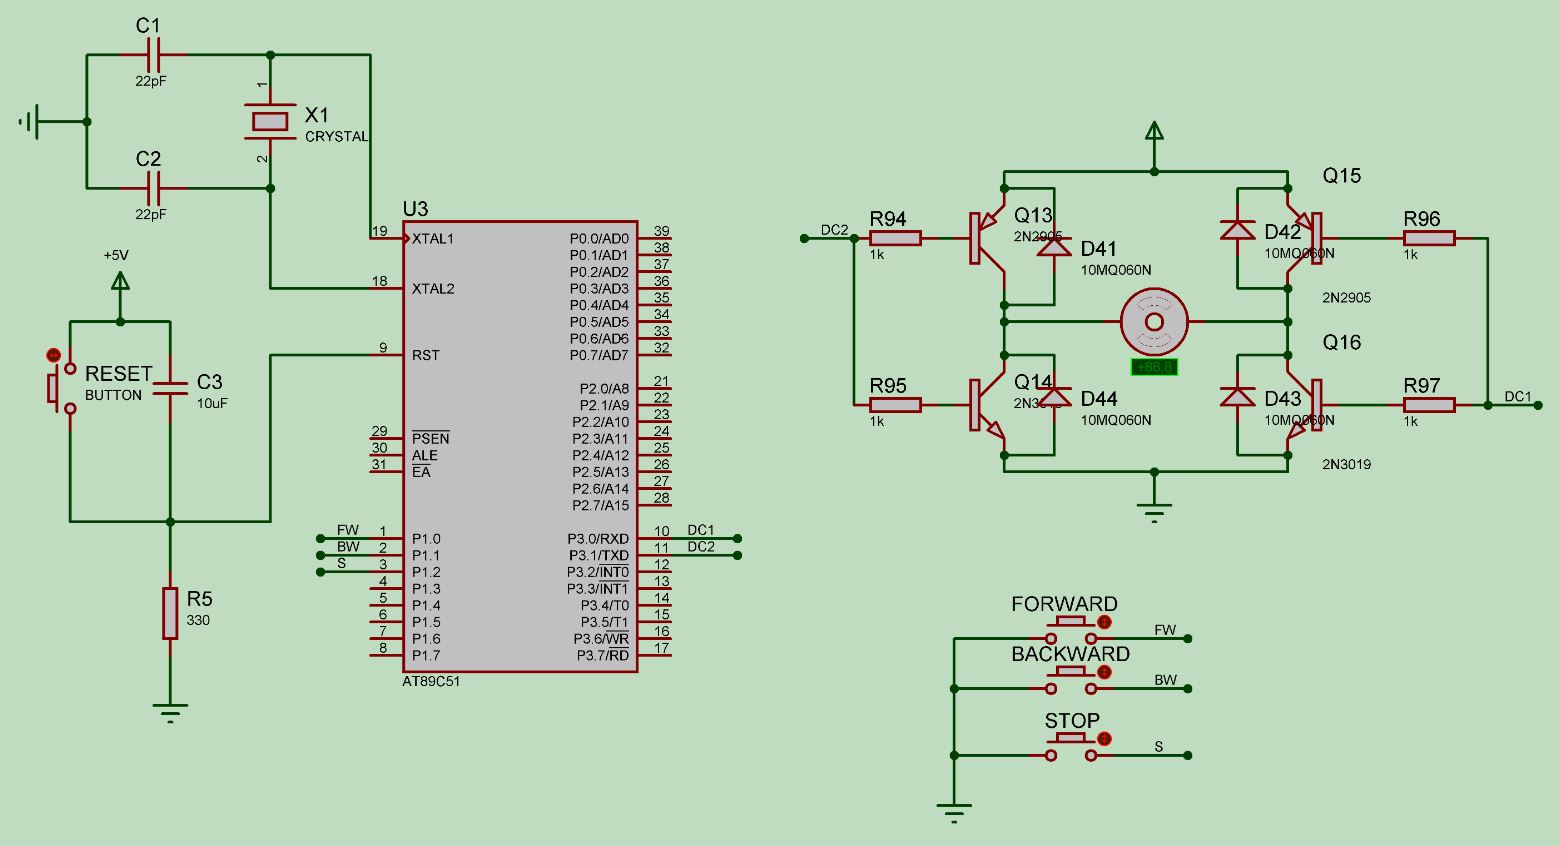 C1
22pF
1
X1
CRYSTAL
2
C2
22pF
+5V
RESET
BUTTON
C3
10uF
R5
330
U3
19 XTAL1
18 XTAL2
9 RST
29 PSEN
30 ALE
31 EA
FW 1 P1.0
BW 2 P1.1
S 3 P1.2
4 P1.3
5 P1.4
6 P1.5
7 P1.6
8 P1.7
P0.0/AD0 39
P0.1/AD1 38
P0.2/AD2 37
P0.3/AD3 36
P0.4/AD4 35
P0.5/AD5 34
P0.6/AD6 33
P0.7/AD7 32
P2.0/A8 21
P2.1/A9 22
P2.2/A10 23
P2.3/A11 24
P2.4/A12 25
P2.5/A13 26
P2.6/A14 27
P2.7/A15 28
P3.0/RXD 10 DC1
P3.1/TXD 11 DC2
P3.2/INT0 12
P3.3/INT1 13
P3.4/T0 14
P3.5/T1 15
P3.6/WR 16
P3.7/RD 17
AT89C51
DC2
R94
1k
Q13
2N2905
D41
10MQ060N
Q15
D42
10MQ060N
2N2905
R96
1k
+88.8
R95
1k
Q14
D44
10MQ060N
Q16
D43
10MQ060N
2N3019
R97
1k
DC1
FORWARD
FW
BACKWARD
BW
STOP
S